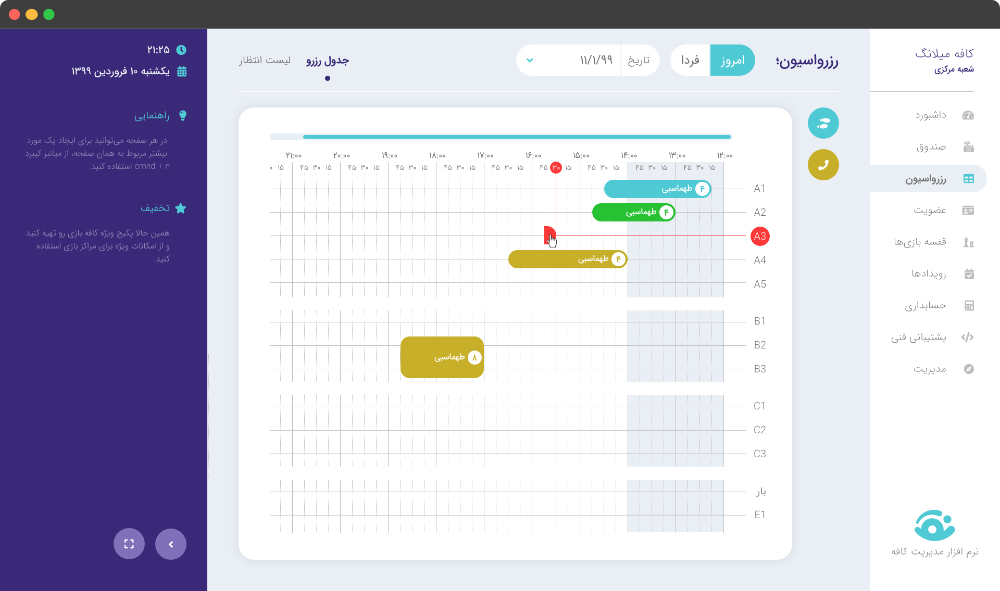 کافه میلانگ
شعبه مرکزی
داشبورد
صندوق
رزرواسیون
عضویت
قفسه بازی‌ها
رویدادها
حسابداری
پشتیبانی فنی
مدیریت
نرم افزار مدیریت کافه
رزرواسیون؛
امروز
فردا
تاریخ
۱۱/۱/۹۹
جدول رزرو
لیست انتظار
۱۲:۰۰ ۱۳:۰۰ ۱۴:۰۰ ۱۵:۰۰ ۱۶:۰۰ ۱۷:۰۰ ۱۸:۰۰ ۱۹:۰۰ ۲۰:۰۰ ۲۱:۰۰
۱۵ ۳۰ ۴۵ ۱۵ ۳۰ ۴۵ ۱۵ ۳۰ ۴۵ ۱۵ ۳۰ ۴۵ ۱۵ ۳۰ ۴۵ ۱۵ ۳۰ ۴۵ ۱۵ ۳۰ ۴۵ ۱۵ ۳۰ ۴۵ ۱۵
A1
۴ طهماسبی
A2
۴ طهماسبی
A3
A4
۴ طهماسبی
A5
B1
B2
۸ طهماسبی
B3
C1
C2
C3
بار
E1
۲۱:۲۵
یکشنبه ۱۰ فروردین ۱۳۹۹
راهنمایی
در هر صفحه می‌توانید برای ایجاد یک مورد
بیشتر مربوط به همان صفحه، از میانبر کیبرد
cmnd + n استفاده کنید.
تخفیف
همین حالا پکیج ویژه کافه بازی رو تهیه کنید
و از امکانات ویژه برای مراکز بازی استفاده
کنید.